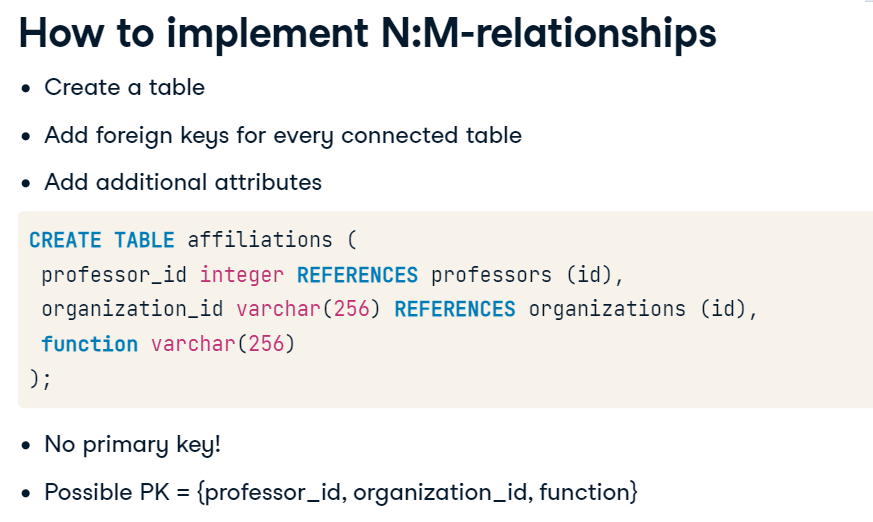 How to implement N:M-relationships
• Create a table
• Add foreign keys for every connected table
• Add additional attributes
CREATE TABLE affiliations (
 professor_id integer REFERENCES professors (id),
 organization_id varchar(256) REFERENCES organizations (id),
 function varchar(256)
);
• No primary key!
• Possible PK = {professor_id, organization_id, function}